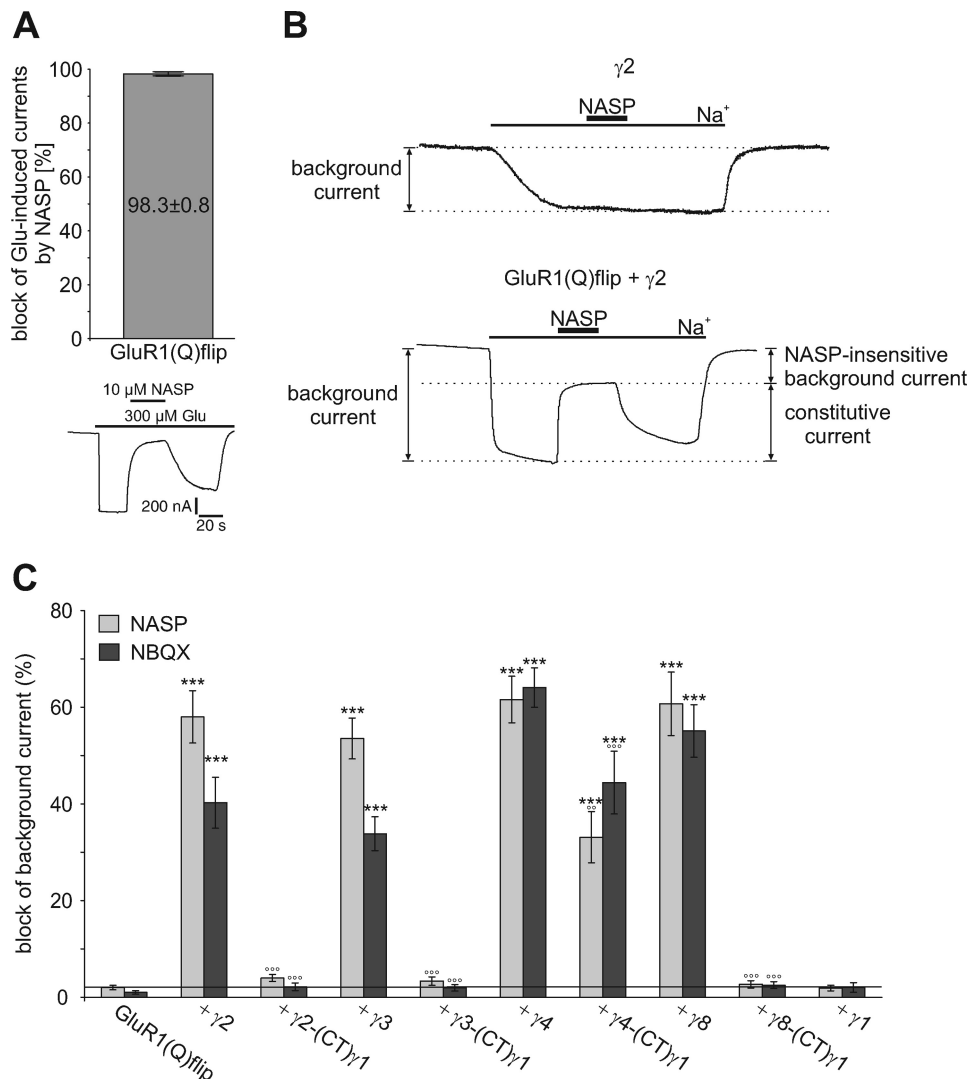 A
block of Glu-induced currents
by NASP [%]
100
80
60
40
20
0
98.3±0.8
GluR1(Q)flip
10 µM NASP
300 µM Glu
200 nA
20 s
B
γ2
NASP
Na+
background
current
GluR1(Q)flip + γ2
NASP
Na+
background
current
NASP-insensitive
background current
constitutive
current
C
block of background current (%)
80
60
40
20
0
NASP
NBQX
*** *** *** *** *** *** *** *** *** ***
°°° °°° °°° °°° °° °°° °°° °°°
GluR1(Q)flip
+ γ2
+ γ2-(CT)γ1
+ γ3
+ γ3-(CT)γ1
+ γ4
+ γ4-(CT)γ1
+ γ8
+ γ8-(CT)γ1
+ γ1